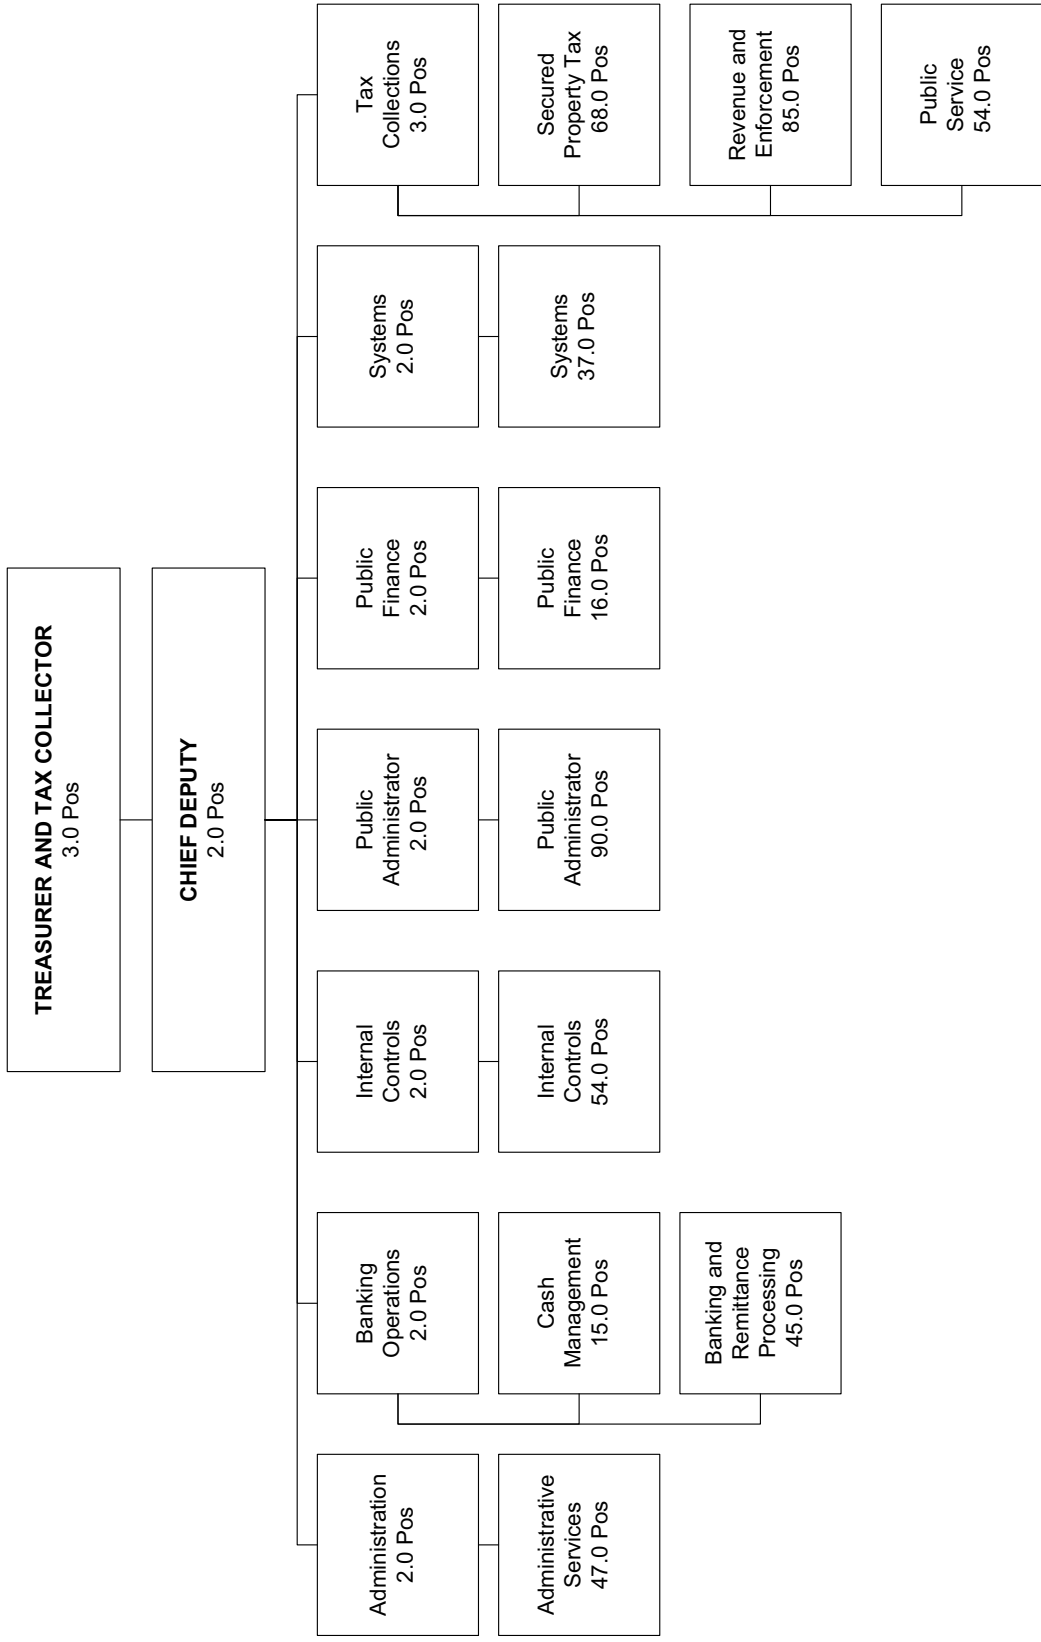 TREASURER AND TAX COLLECTOR
3.0 Pos
CHIEF DEPUTY
2.0 Pos
Administration
2.0 Pos
Administrative
Services
47.0 Pos
Banking
Operations
2.0 Pos
Cash
Management
15.0 Pos
Banking and
Remittance
Processing
45.0 Pos
Internal
Controls
2.0 Pos
Internal
Controls
54.0 Pos
Public
Administrator
2.0 Pos
Public
Administrator
90.0 Pos
Public
Finance
2.0 Pos
Public
Finance
16.0 Pos
Systems
2.0 Pos
Systems
37.0 Pos
Tax
Collections
3.0 Pos
Secured
Property Tax
68.0 Pos
Revenue and
Enforcement
85.0 Pos
Public
Service
54.0 Pos